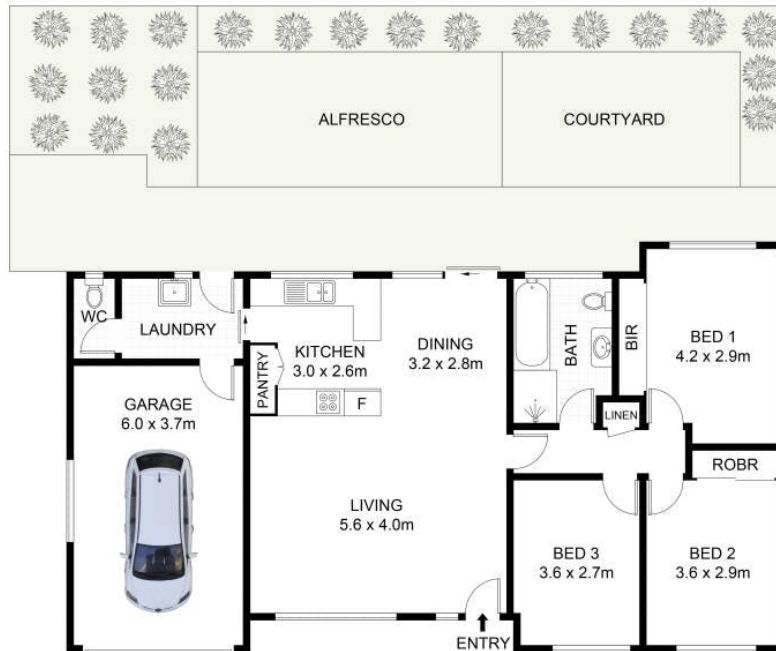 ALFRESCO
COURTYARD
WC
LAUNDRY
KITCHEN
3.0 x 2.6m
DINING
3.2 x 2.8m
BATH
BIR
BED 1
4.2 x 2.9m
PANTRY
F
LINEN
GARAGE
6.0 x 3.7m
ROBR
LIVING
5.6 x 4.0m
BED 3
3.6 x 2.7m
BED 2
3.6 x 2.9m
ENTRY